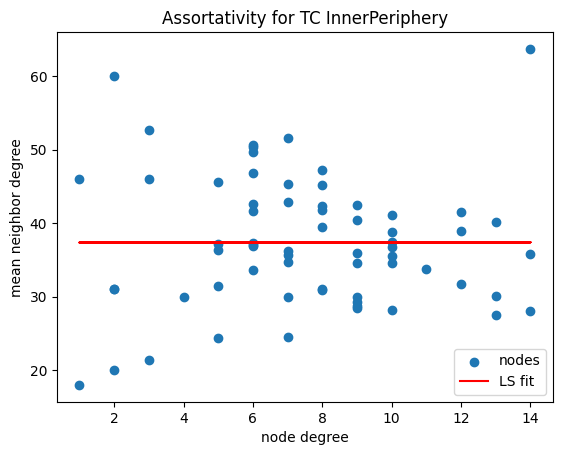 Assortativity for TC InnerPeriphery
mean neighbor degree
60
50
40
30
20
nodes
LS fit
2 4 6 8 10 12 14
node degree